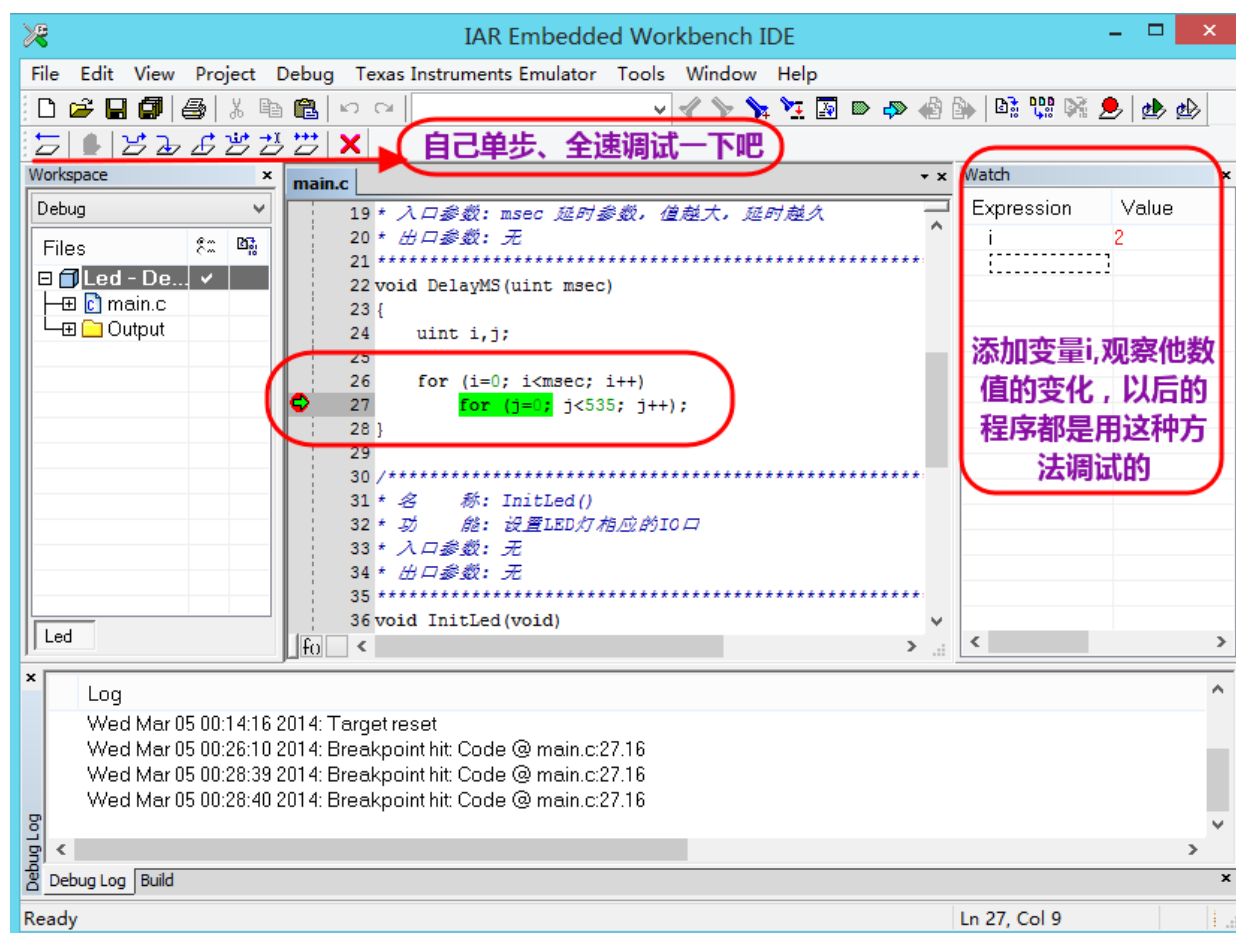 IAR Embedded Workbench IDE
File Edit View Project Debug Texas Instruments Emulator Tools Window Help
自己单步、全速调试一下吧
Workspace
main.c
Watch
Debug
Files
Led - De...
main.c
Output
Led
19 * 入口参数: msec 延时参数, 值越大, 延时越久
20 * 出口参数: 无
21 ****************************************************
22 void DelayMS(uint msec)
23 {
24 uint i,j;
25
26 for (i=0; i<msec; i++)
27 for (j=0; j<535; j++);
28 }
29
30 /***************************************************
31 * 名 称: InitLed()
32 * 功 能: 设置LED灯相应的IO口
33 * 入口参数: 无
34 * 出口参数: 无
35 ****************************************************
36 void InitLed(void)
Expression Value
i 2
添加变量i,观察他数
值的变化，以后的
程序都是用这种方
法调试的
Log
Wed Mar 05 00:14:16 2014: Target reset
Wed Mar 05 00:26:10 2014: Breakpoint hit: Code @ main.c:27.16
Wed Mar 05 00:28:39 2014: Breakpoint hit: Code @ main.c:27.16
Wed Mar 05 00:28:40 2014: Breakpoint hit: Code @ main.c:27.16
Debug Log
Debug Log Build
Ready Ln 27, Col 9